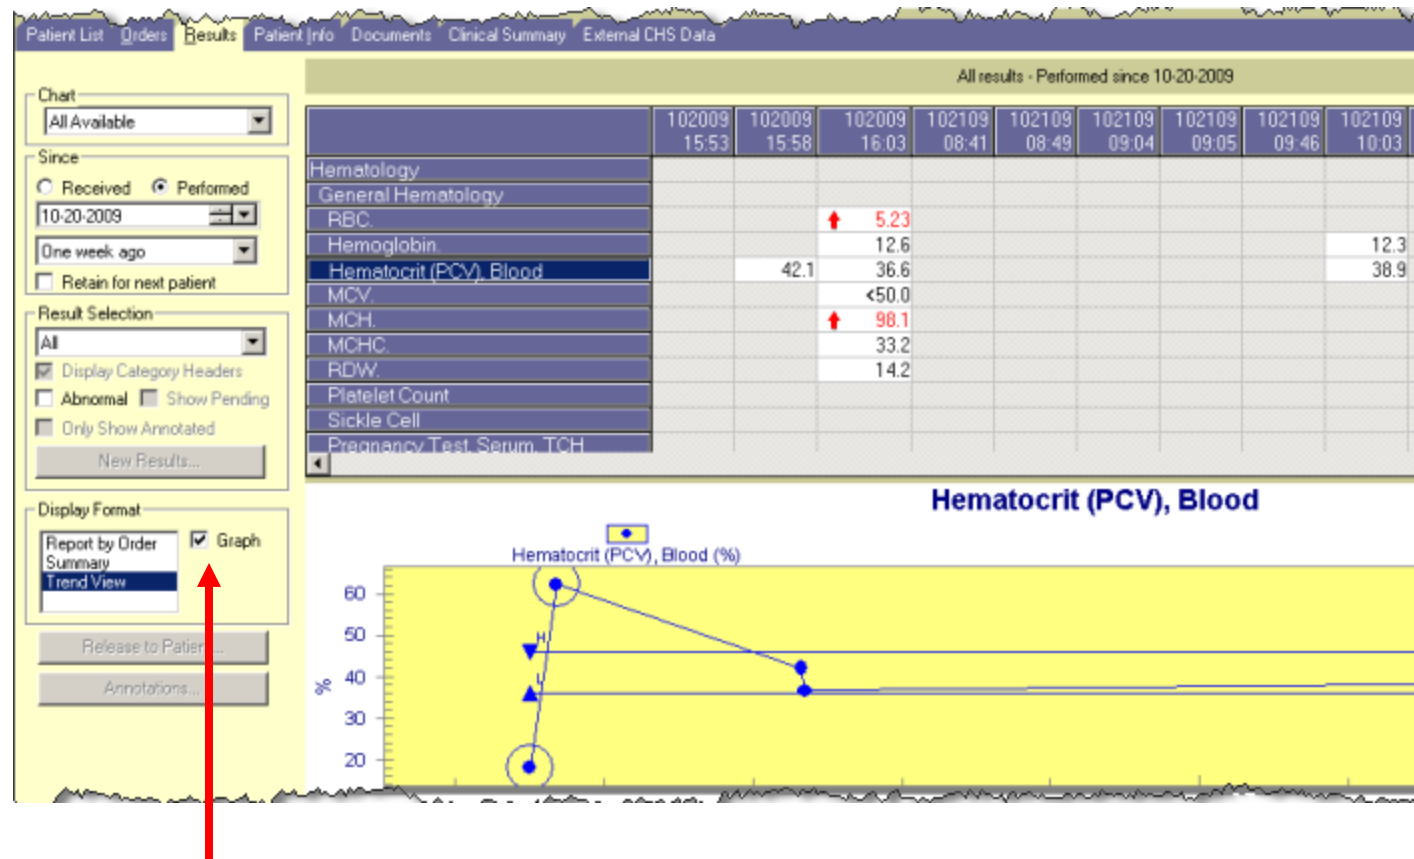 Patient List Orders Results Patient Info Documents Clinical Summary External CHS Data
All results - Performed since 10-20-2009
Chart
All Available
Since
Received Performed
10-20-2009
One week ago
Retain for next patient
Result Selection
All
Display Category Headers
Abnormal Show Pending
Only Show Annotated
New Results...
Display Format
Report by Order
Summary
Trend View
Graph
Release to Patien...
Annotations...
102009 102009 102009 102109 102109 102109 102109 102109 102109
15:53 15:58 16:03 08:41 08:49 09:04 09:05 09:46 10:03
Hematology
General Hematology
RBC. 5.23
Hemoglobin. 12.6 12.3
Hematocrit (PCV), Blood 42.1 36.6 38.9
MCV. <50.0
MCH. 98.1
MCHC. 33.2
RDW. 14.2
Platelet Count
Sickle Cell
Pregnancy Test, Serum, TCH
Hematocrit (PCV), Blood
Hematocrit (PCV), Blood (%)
60
50
40
30
20
%
H
L